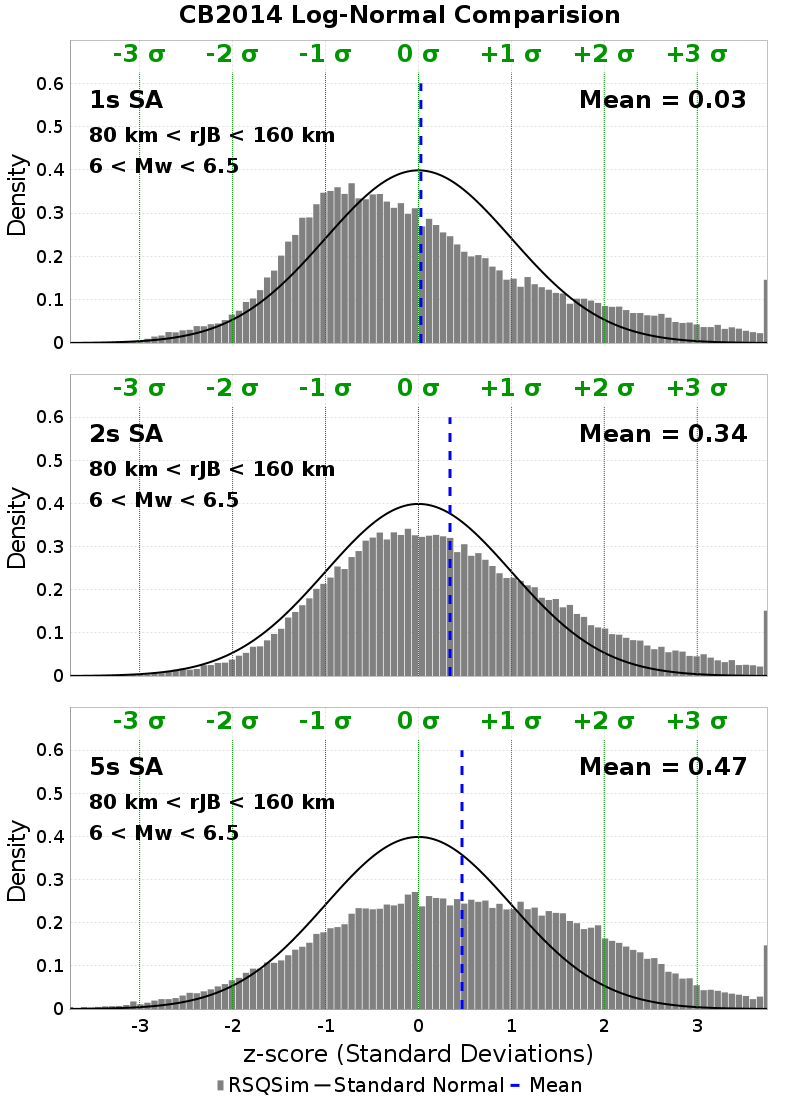 CB2014 Log-Normal Comparision
-3 σ -2 σ -1 σ 0 σ +1 σ +2 σ +3 σ
1s SA
Mean = 0.03
80 km < rJB < 160 km
6 < Mw < 6.5
0.6
0.5
0.4
0.3
0.2
0.1
0
Density
-3 σ -2 σ -1 σ 0 σ +1 σ +2 σ +3 σ
2s SA
Mean = 0.34
80 km < rJB < 160 km
6 < Mw < 6.5
0.6
0.5
0.4
0.3
0.2
0.1
0
Density
-3 σ -2 σ -1 σ 0 σ +1 σ +2 σ +3 σ
5s SA
Mean = 0.47
80 km < rJB < 160 km
6 < Mw < 6.5
0.6
0.5
0.4
0.3
0.2
0.1
0
Density
-3 -2 -1 0 1 2 3
z-score (Standard Deviations)
RSQSim Standard Normal Mean